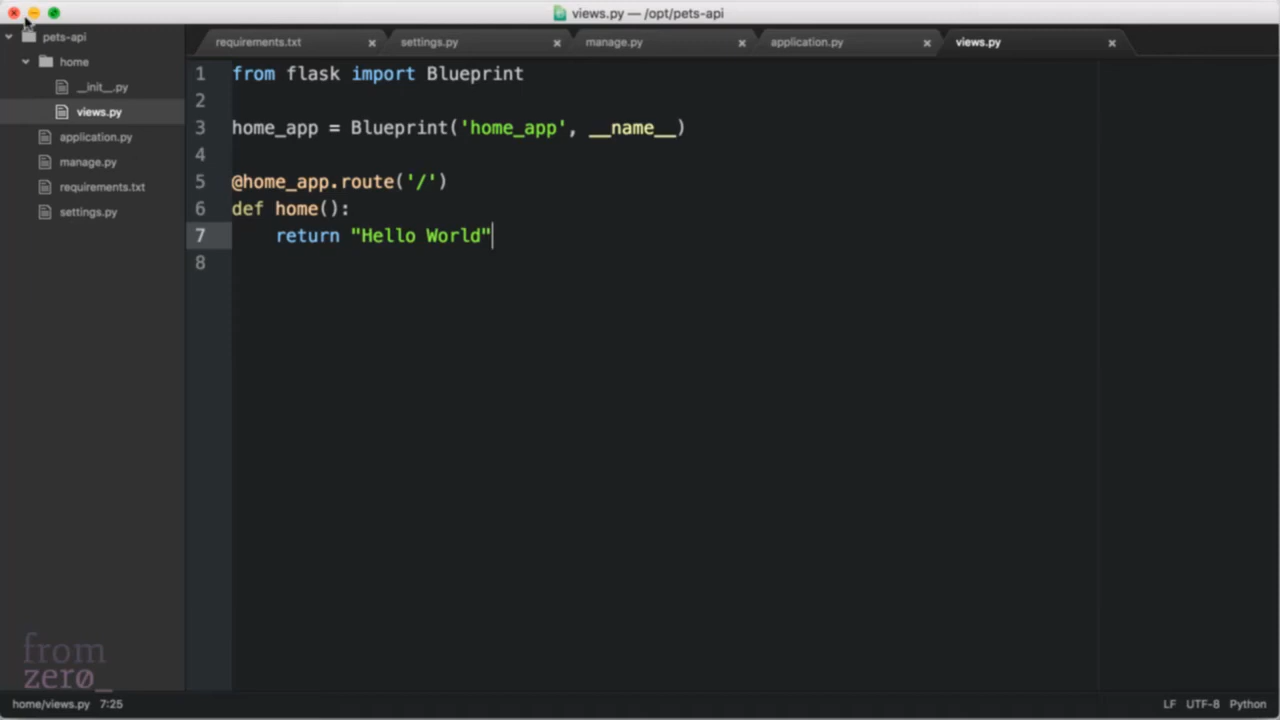 views.py — /opt/pets-api
pets-api
home
__init__.py
views.py
application.py
manage.py
requirements.txt
settings.py
requirements.txt
settings.py
manage.py
application.py
views.py
1 from flask import Blueprint
2
3 home_app = Blueprint('home_app', __name__)
4
5 @home_app.route('/')
6 def home():
7     return "Hello World"
8
from
zerø_
home/views.py 7:25
LF UTF-8 Python